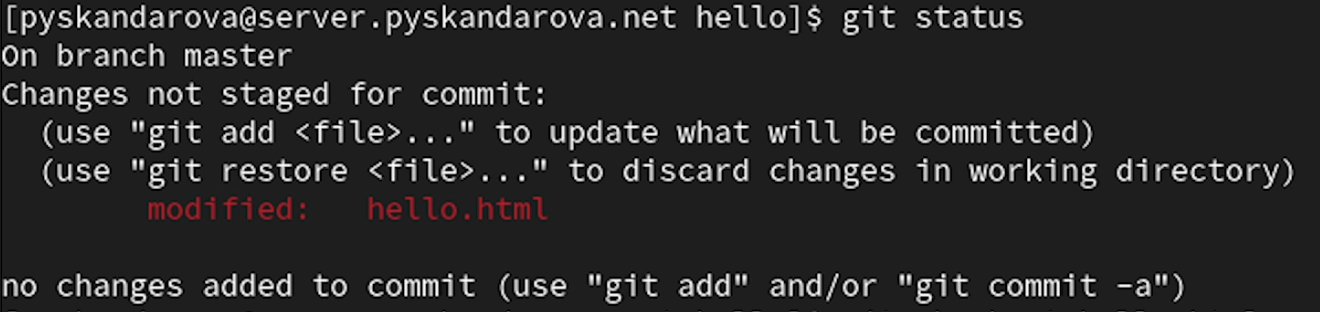 [pyskandarova@server.pyskandarova.net hello]$ git status
On branch master
Changes not staged for commit:
  (use "git add <file>..." to update what will be committed)
  (use "git restore <file>..." to discard changes in working directory)
        modified:   hello.html

no changes added to commit (use "git add" and/or "git commit -a")